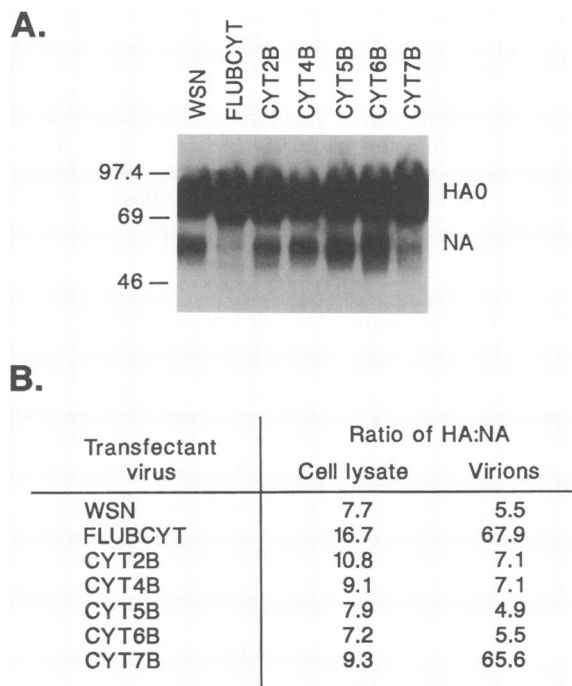 A.
WSN
FLUBCYT
CYT2B
CYT4B
CYT5B
CYT6B
CYT7B
97.4
69
46
HA0
NA
B.
Transfectant virus
Ratio of HA:NA
Cell lysate Virions
WSN 7.7 5.5
FLUBCYT 16.7 67.9
CYT2B 10.8 7.1
CYT4B 9.1 7.1
CYT5B 7.9 4.9
CYT6B 7.2 5.5
CYT7B 9.3 65.6